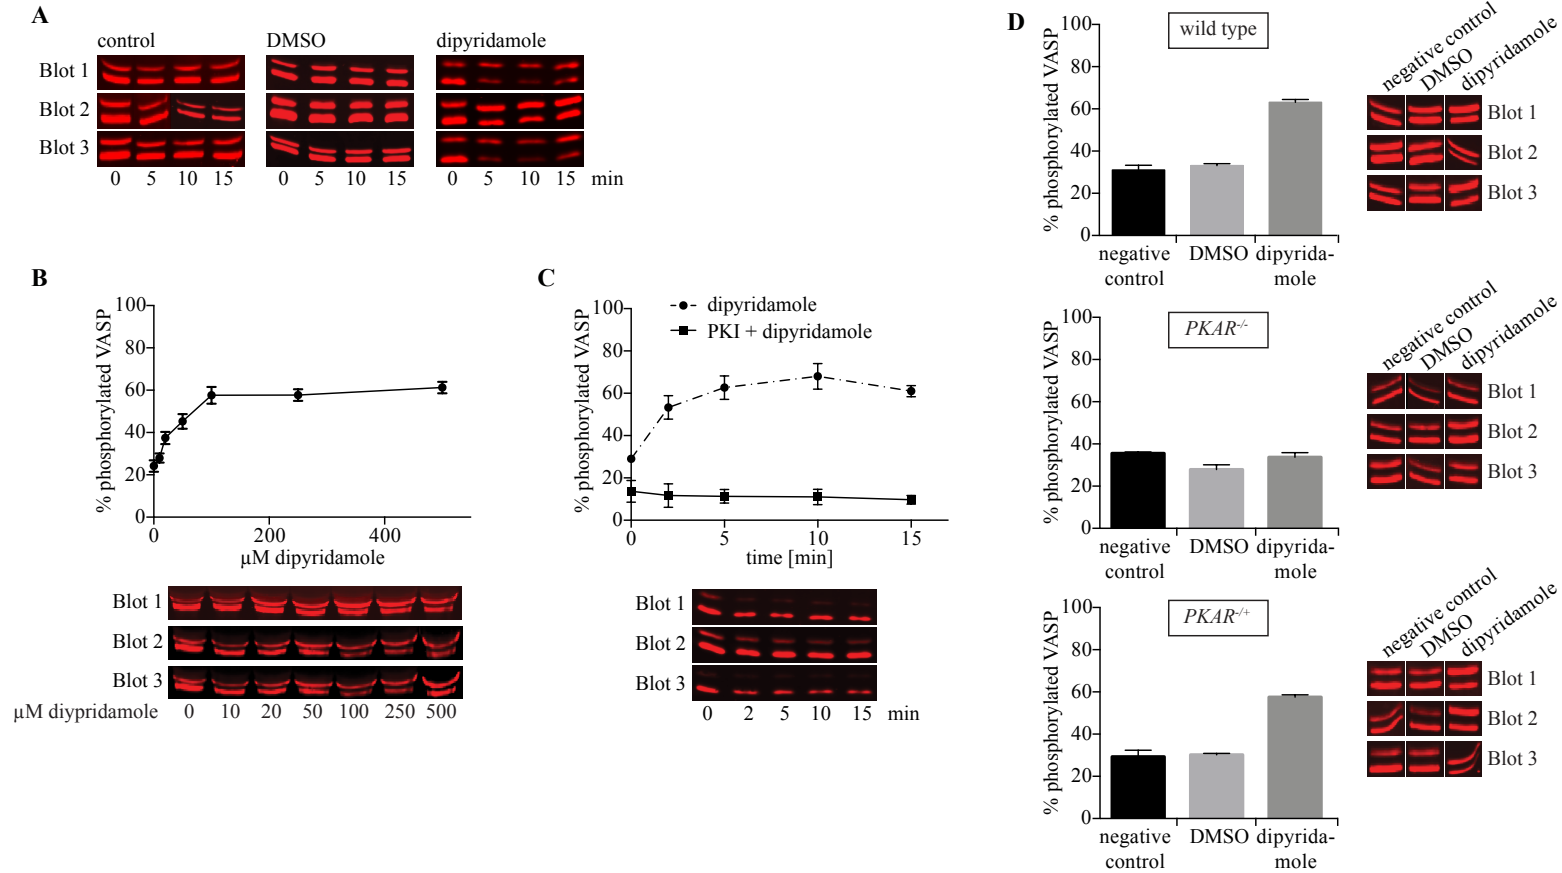 A
control DMSO dipyridamole
Blot 1
Blot 2
Blot 3
0 5 10 15 0 5 10 15 0 5 10 15 min
B
% phosphorylated VASP
100
80
60
40
20
0
0 200 400
µM dipyridamole
Blot 1
Blot 2
Blot 3
µM diypridamole 0 10 20 50 100 250 500
C
dipyridamole
PKI + dipyridamole
% phosphorylated VASP
100
80
60
40
20
0
0 5 10 15
time [min]
Blot 1
Blot 2
Blot 3
0 2 5 10 15 min
D
wild type
% phosphorylated VASP
100
80
60
40
20
0
negative control
DMSO
dipyrida-
mole
negative control
DMSO
dipyridamole
Blot 1
Blot 2
Blot 3
PKAR-/-
% phosphorylated VASP
100
80
60
40
20
0
negative control
DMSO
dipyrida-
mole
negative control
DMSO
dipyridamole
Blot 1
Blot 2
Blot 3
PKAR-/+
% phosphorylated VASP
100
80
60
40
20
0
negative control
DMSO
dipyrida-
mole
negative control
DMSO
dipyridamole
Blot 1
Blot 2
Blot 3